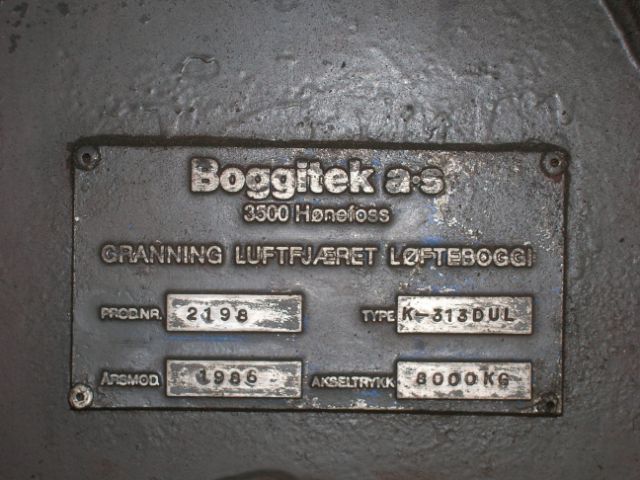 Boggitek a·s
3500 Hønefoss
GRANNING LUFTFJÆRET LØFTEBOGGI
PROD.NR. 2198 TYPE K-313DUL
ÅRSMOD. 1986 AKSELTRYKK 8000KG